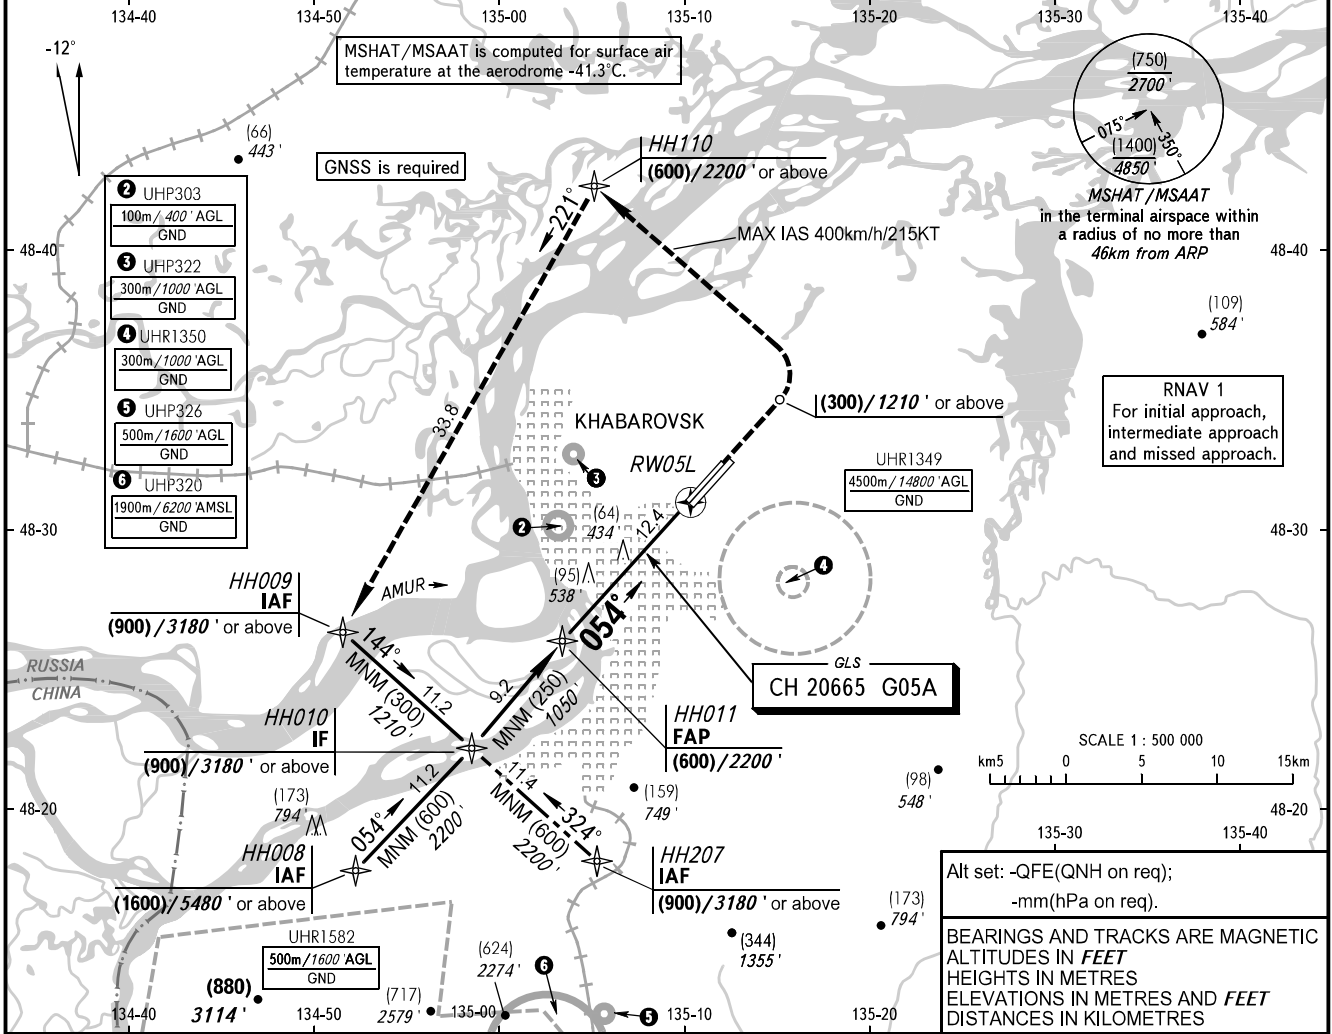 134-40 134-50 135-00 135-10 135-20 135-30 135-40
-12°
MSHAT/MSAAT is computed for surface air
temperature at the aerodrome -41.3°C.
(750)
2700'
075°
350°
(1400)
4850'
MSHAT/MSAAT
in the terminal airspace within
a radius of no more than
46km from ARP
(66)
443'
GNSS is required
HH110
(600)/2200' or above
221°
MAX IAS 400km/h/215KT
2 UHP303
100m/400'AGL
GND
3 UHP322
300m/1000'AGL
GND
4 UHR1350
300m/1000'AGL
GND
5 UHP326
500m/1600'AGL
GND
6 UHP320
1900m/6200'AMSL
GND
48-40
48-40
(109)
584'
RNAV 1
For initial approach,
intermediate approach
and missed approach.
33.8
(300)/1210' or above
KHABAROVSK
RW05L
3
UHR1349
4500m/14800'AGL
GND
48-30
48-30
2
(64)
434'
12.4
(95)
538'
4
HH009
IAF
(900)/3180' or above
AMUR
054°
144°
11.2
MNM (300)
1210'
RUSSIA
CHINA
GLS
CH 20665 G05A
9.2
MNM (250)
1050'
HH010
IF
(900)/3180' or above
HH011
FAP
(600)/2200'
SCALE 1 : 500 000
km5 0 5 10 15km
(98)
548'
(159)
749'
(173)
794'
48-20
48-20
135-30 135-40
054°
11.2
MNM (600)
2200'
11.4
324°
MNM (600)
2200'
HH008
IAF
(1600)/5480' or above
HH207
IAF
(900)/3180' or above
Alt set: -QFE(QNH on req);
-mm(hPa on req).
(173)
794'
(344)
1355'
BEARINGS AND TRACKS ARE MAGNETIC
ALTITUDES IN FEET
HEIGHTS IN METRES
ELEVATIONS IN METRES AND FEET
DISTANCES IN KILOMETRES
UHR1582
500m/1600'AGL
GND
(624)
2274'
6
(880)
3114'
(717)
2579'
5
134-40 134-50 135-00 135-10 135-20